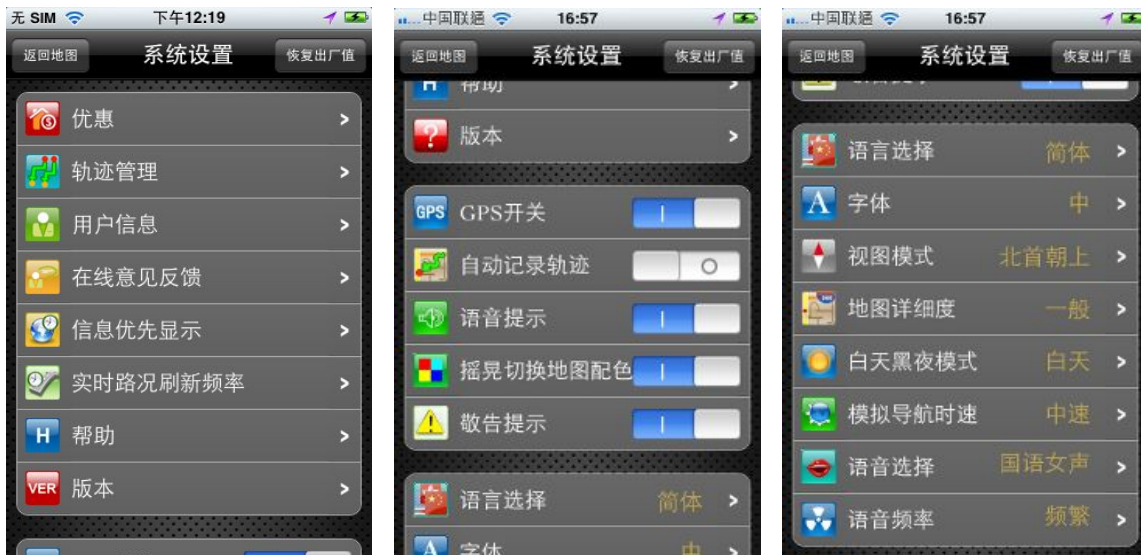 无 SIM 下午12:19
返回地图 系统设置 恢复出厂值
优惠
轨迹管理
用户信息
在线意见反馈
信息优先显示
实时路况刷新频率
H 帮助
VER 版本
中国联通 16:57
返回地图 系统设置 恢复出厂值
H 帮助
? 版本
GPS GPS开关
自动记录轨迹
语音提示
摇晃切换地图配色
敬告提示
语言选择 简体
A 字体 中
中国联通 16:57
返回地图 系统设置 恢复出厂值
语言选择 简体
A 字体 中
视图模式 北首朝上
地图详细度 一般
白天黑夜模式 白天
模拟导航时速 中速
语音选择 国语女声
语音频率 频繁